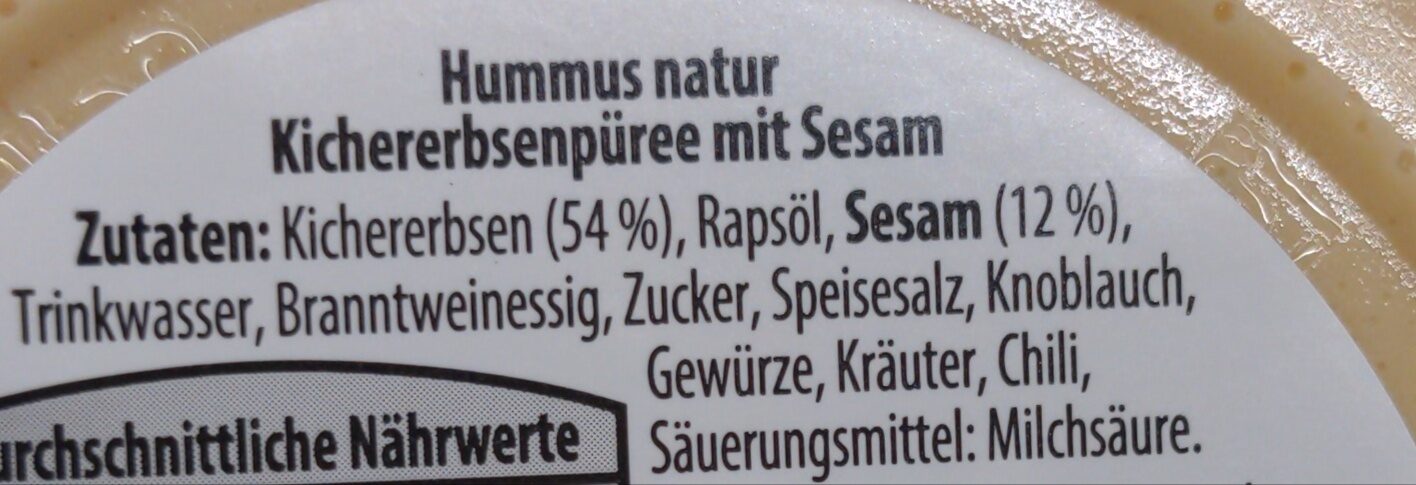 Hummus natur
Kichererbsenpüree mit Sesam
Zutaten: Kichererbsen (54 %), Rapsöl, Sesam (12 %),
Trinkwasser, Branntweinessig, Zucker, Speisesalz, Knoblauch,
Gewürze, Kräuter, Chili,
Säuerungsmittel: Milchsäure.
urchschnittliche Nährwerte